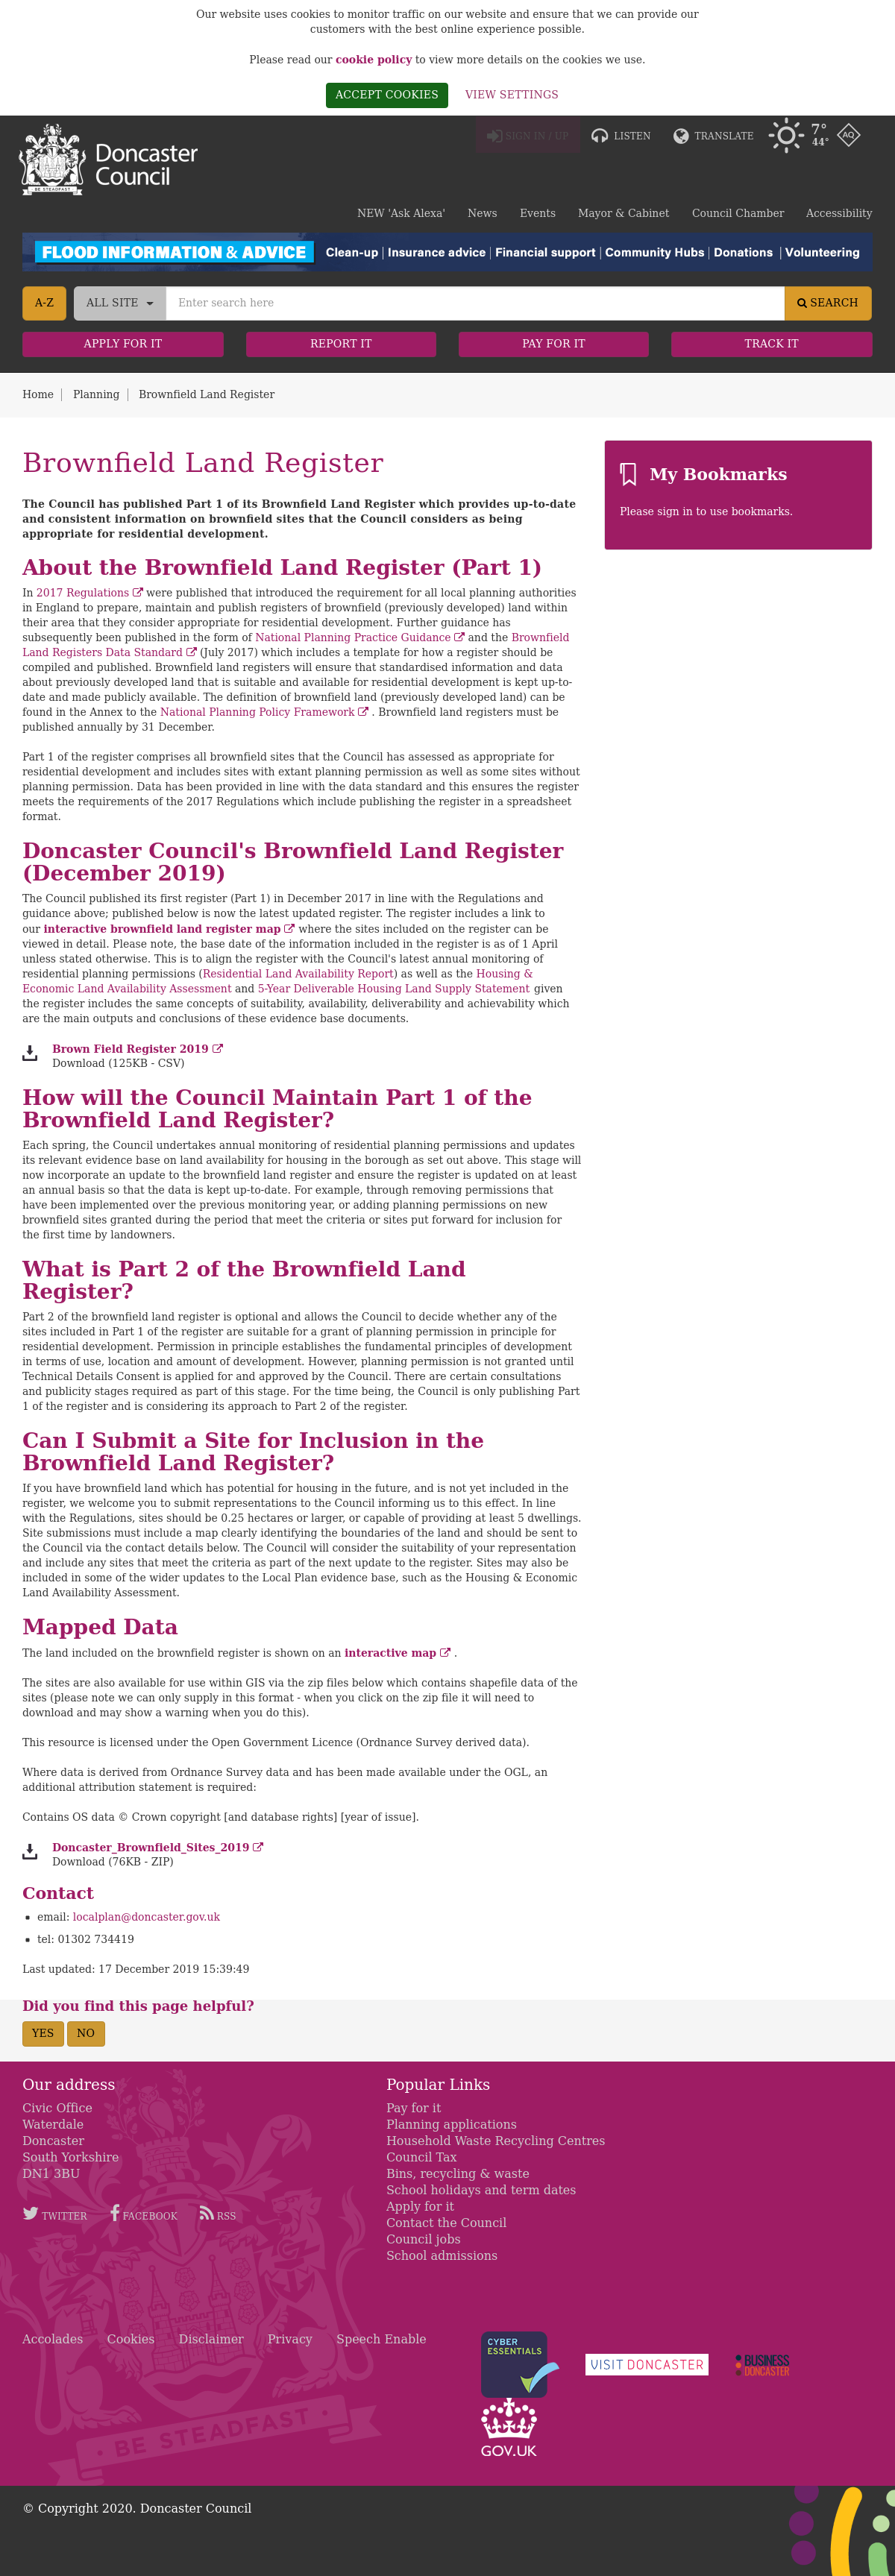 Our website uses cookies to monitor traffic on our website and ensure that we can provide our
customers with the best online experience possible.
Please read our cookie policy to view more details on the cookies we use.
ACCEPT COOKIES VIEW SETTINGS
Doncaster
Council
BE STEADFAST
SIGN IN / UP LISTEN TRANSLATE 7° 44° AQ
NEW 'Ask Alexa' News Events Mayor & Cabinet Council Chamber Accessibility
FLOOD INFORMATION & ADVICE Clean-up | Insurance advice | Financial support | Community Hubs | Donations | Volunteering
A-Z ALL SITE Enter search here SEARCH
APPLY FOR IT REPORT IT PAY FOR IT TRACK IT
Home Planning Brownfield Land Register
Brownfield Land Register
My Bookmarks
Please sign in to use bookmarks.
The Council has published Part 1 of its Brownfield Land Register which provides up-to-date
and consistent information on brownfield sites that the Council considers as being
appropriate for residential development.
About the Brownfield Land Register (Part 1)
In 2017 Regulations were published that introduced the requirement for all local planning authorities
in England to prepare, maintain and publish registers of brownfield (previously developed) land within
their area that they consider appropriate for residential development. Further guidance has
subsequently been published in the form of National Planning Practice Guidance and the Brownfield
Land Registers Data Standard (July 2017) which includes a template for how a register should be
compiled and published. Brownfield land registers will ensure that standardised information and data
about previously developed land that is suitable and available for residential development is kept up-to-
date and made publicly available. The definition of brownfield land (previously developed land) can be
found in the Annex to the National Planning Policy Framework . Brownfield land registers must be
published annually by 31 December.
Part 1 of the register comprises all brownfield sites that the Council has assessed as appropriate for
residential development and includes sites with extant planning permission as well as some sites without
planning permission. Data has been provided in line with the data standard and this ensures the register
meets the requirements of the 2017 Regulations which include publishing the register in a spreadsheet
format.
Doncaster Council's Brownfield Land Register
(December 2019)
The Council published its first register (Part 1) in December 2017 in line with the Regulations and
guidance above; published below is now the latest updated register. The register includes a link to
our interactive brownfield land register map where the sites included on the register can be
viewed in detail. Please note, the base date of the information included in the register is as of 1 April
unless stated otherwise. This is to align the register with the Council's latest annual monitoring of
residential planning permissions (Residential Land Availability Report) as well as the Housing &
Economic Land Availability Assessment and 5-Year Deliverable Housing Land Supply Statement given
the register includes the same concepts of suitability, availability, deliverability and achievability which
are the main outputs and conclusions of these evidence base documents.
Brown Field Register 2019
Download (125KB - CSV)
How will the Council Maintain Part 1 of the
Brownfield Land Register?
Each spring, the Council undertakes annual monitoring of residential planning permissions and updates
its relevant evidence base on land availability for housing in the borough as set out above. This stage will
now incorporate an update to the brownfield land register and ensure the register is updated on at least
an annual basis so that the data is kept up-to-date. For example, through removing permissions that
have been implemented over the previous monitoring year, or adding planning permissions on new
brownfield sites granted during the period that meet the criteria or sites put forward for inclusion for
the first time by landowners.
What is Part 2 of the Brownfield Land
Register?
Part 2 of the brownfield land register is optional and allows the Council to decide whether any of the
sites included in Part 1 of the register are suitable for a grant of planning permission in principle for
residential development. Permission in principle establishes the fundamental principles of development
in terms of use, location and amount of development. However, planning permission is not granted until
Technical Details Consent is applied for and approved by the Council. There are certain consultations
and publicity stages required as part of this stage. For the time being, the Council is only publishing Part
1 of the register and is considering its approach to Part 2 of the register.
Can I Submit a Site for Inclusion in the
Brownfield Land Register?
If you have brownfield land which has potential for housing in the future, and is not yet included in the
register, we welcome you to submit representations to the Council informing us to this effect. In line
with the Regulations, sites should be 0.25 hectares or larger, or capable of providing at least 5 dwellings.
Site submissions must include a map clearly identifying the boundaries of the land and should be sent to
the Council via the contact details below. The Council will consider the suitability of your representation
and include any sites that meet the criteria as part of the next update to the register. Sites may also be
included in some of the wider updates to the Local Plan evidence base, such as the Housing & Economic
Land Availability Assessment.
Mapped Data
The land included on the brownfield register is shown on an interactive map .
The sites are also available for use within GIS via the zip files below which contains shapefile data of the
sites (please note we can only supply in this format - when you click on the zip file it will need to
download and may show a warning when you do this).
This resource is licensed under the Open Government Licence (Ordnance Survey derived data).
Where data is derived from Ordnance Survey data and has been made available under the OGL, an
additional attribution statement is required:
Contains OS data © Crown copyright [and database rights] [year of issue].
Doncaster_Brownfield_Sites_2019
Download (76KB - ZIP)
Contact
email: localplan@doncaster.gov.uk
tel: 01302 734419
Last updated: 17 December 2019 15:39:49
Did you find this page helpful?
YES NO
Our address
Civic Office
Waterdale
Doncaster
South Yorkshire
DN1 3BU
TWITTER FACEBOOK RSS
Popular Links
Pay for it
Planning applications
Household Waste Recycling Centres
Council Tax
Bins, recycling & waste
School holidays and term dates
Apply for it
Contact the Council
Council jobs
School admissions
Accolades Cookies Disclaimer Privacy Speech Enable
CYBER
ESSENTIALS
VISIT DONCASTER
BUSINESS
DONCASTER
GOV.UK
BE STEADFAST
© Copyright 2020. Doncaster Council